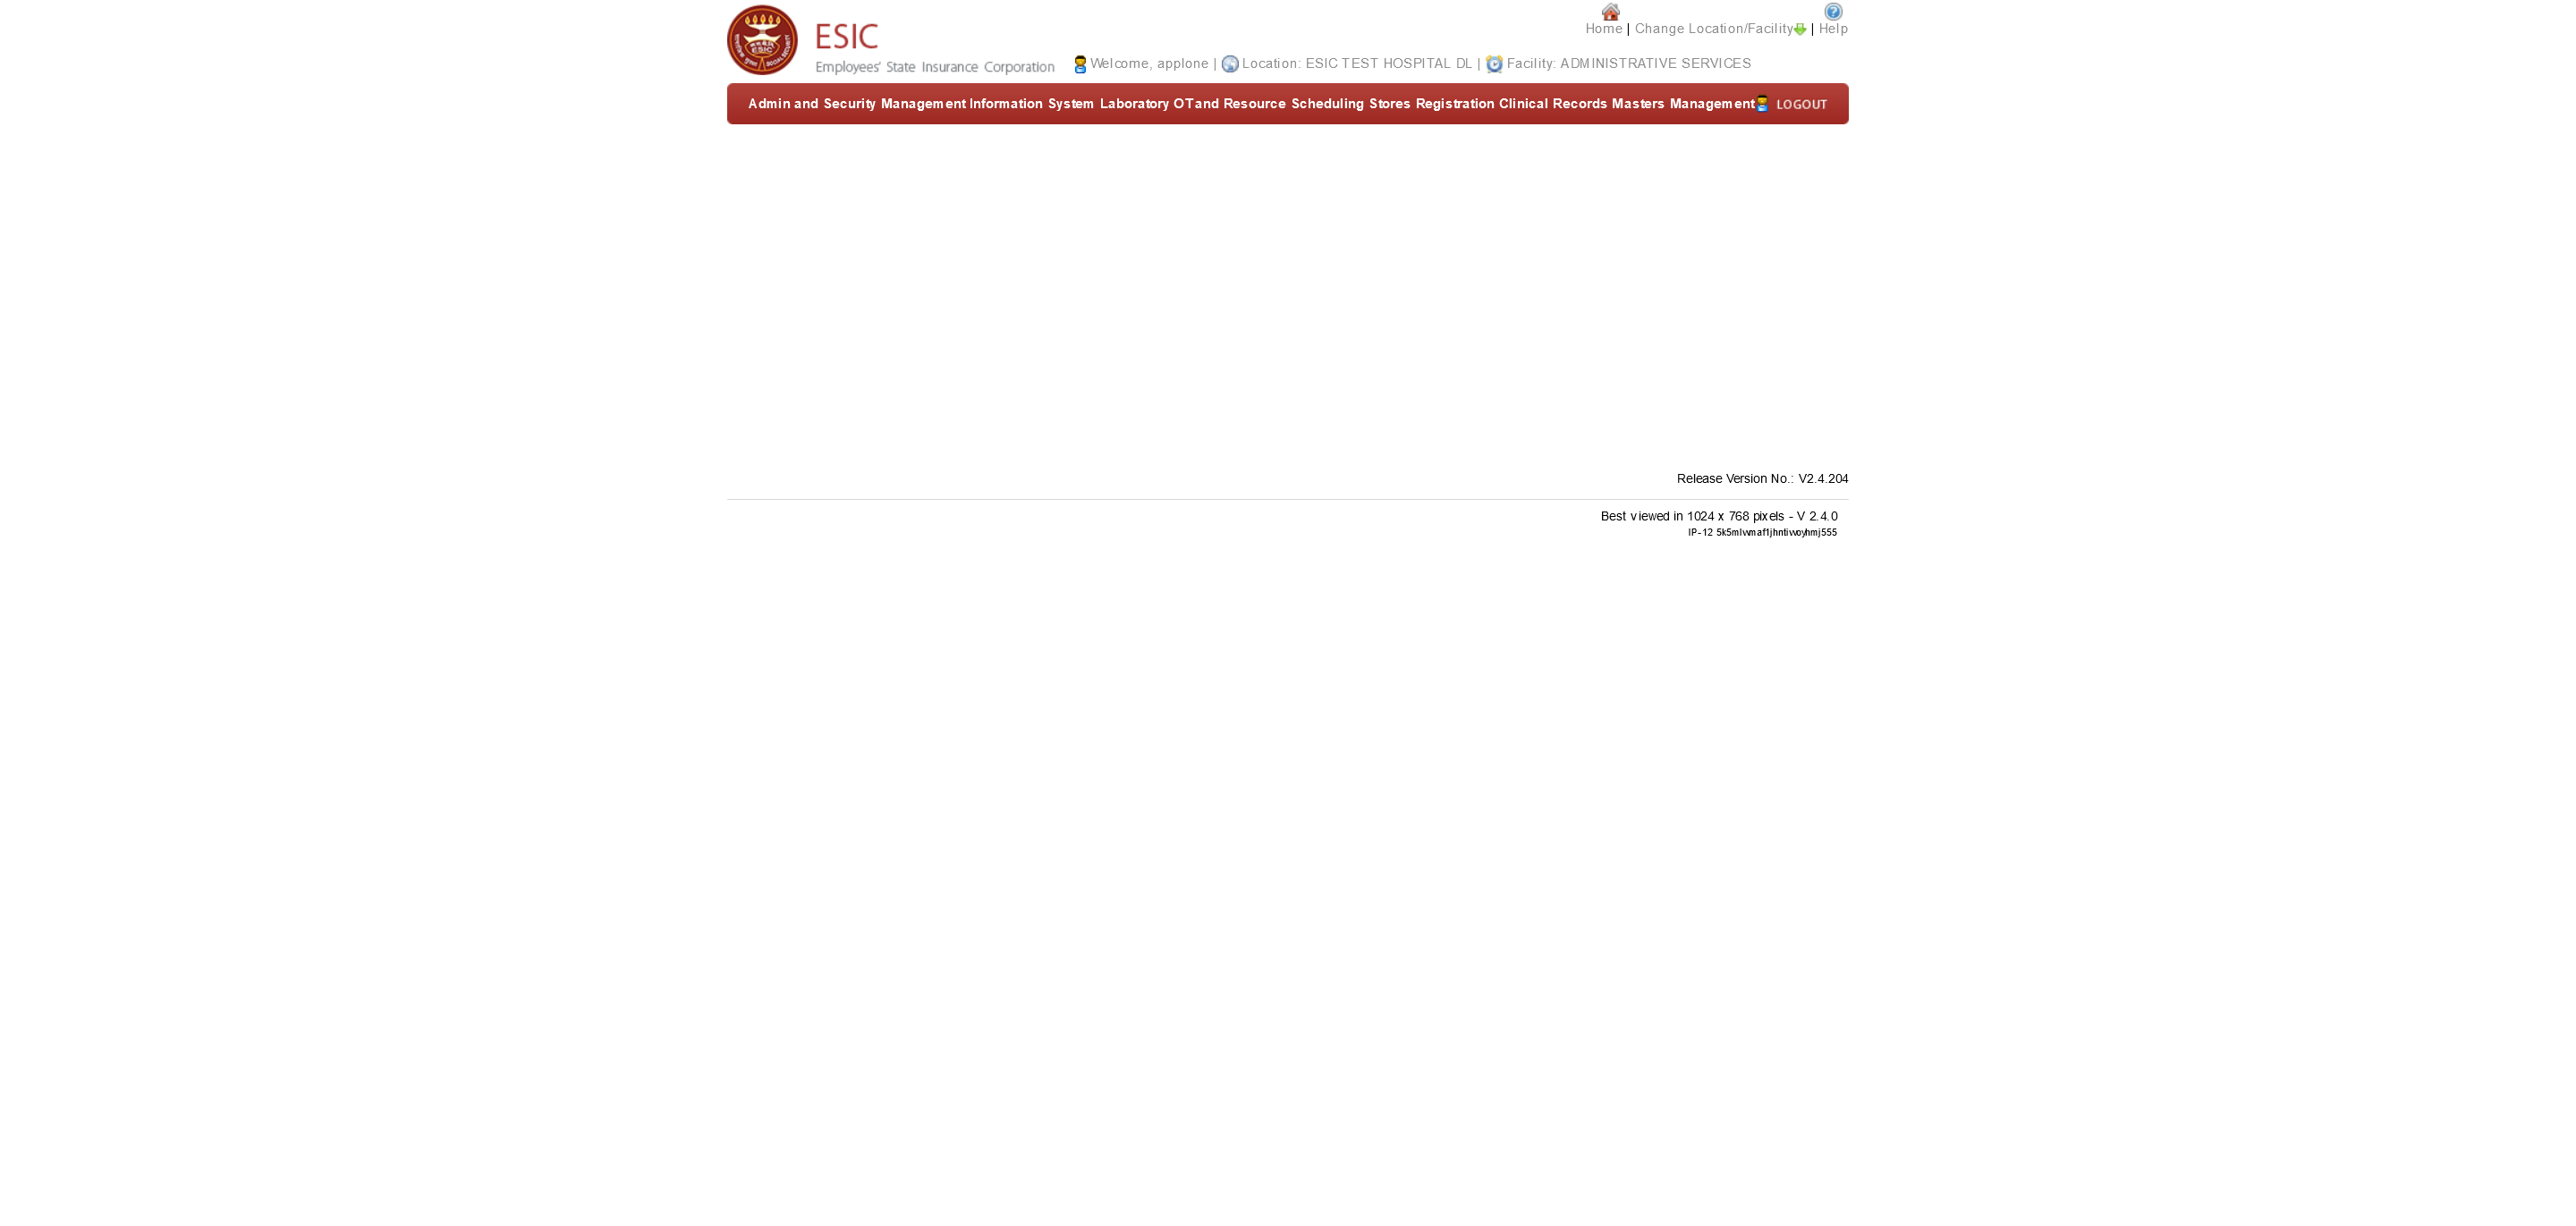 Home | Change Location/Facility | Help
ESIC
Employees' State Insurance Corporation
Welcome, applone | Location: ESIC TEST HOSPITAL DL | Facility: ADMINISTRATIVE SERVICES
Admin and Security Management Information System Laboratory OT and Resource Scheduling Stores Registration Clinical Records Masters Management LOGOUT
Release Version No.: V2.4.204
Best viewed in 1024 x 768 pixels - V 2.4.0
IP-12